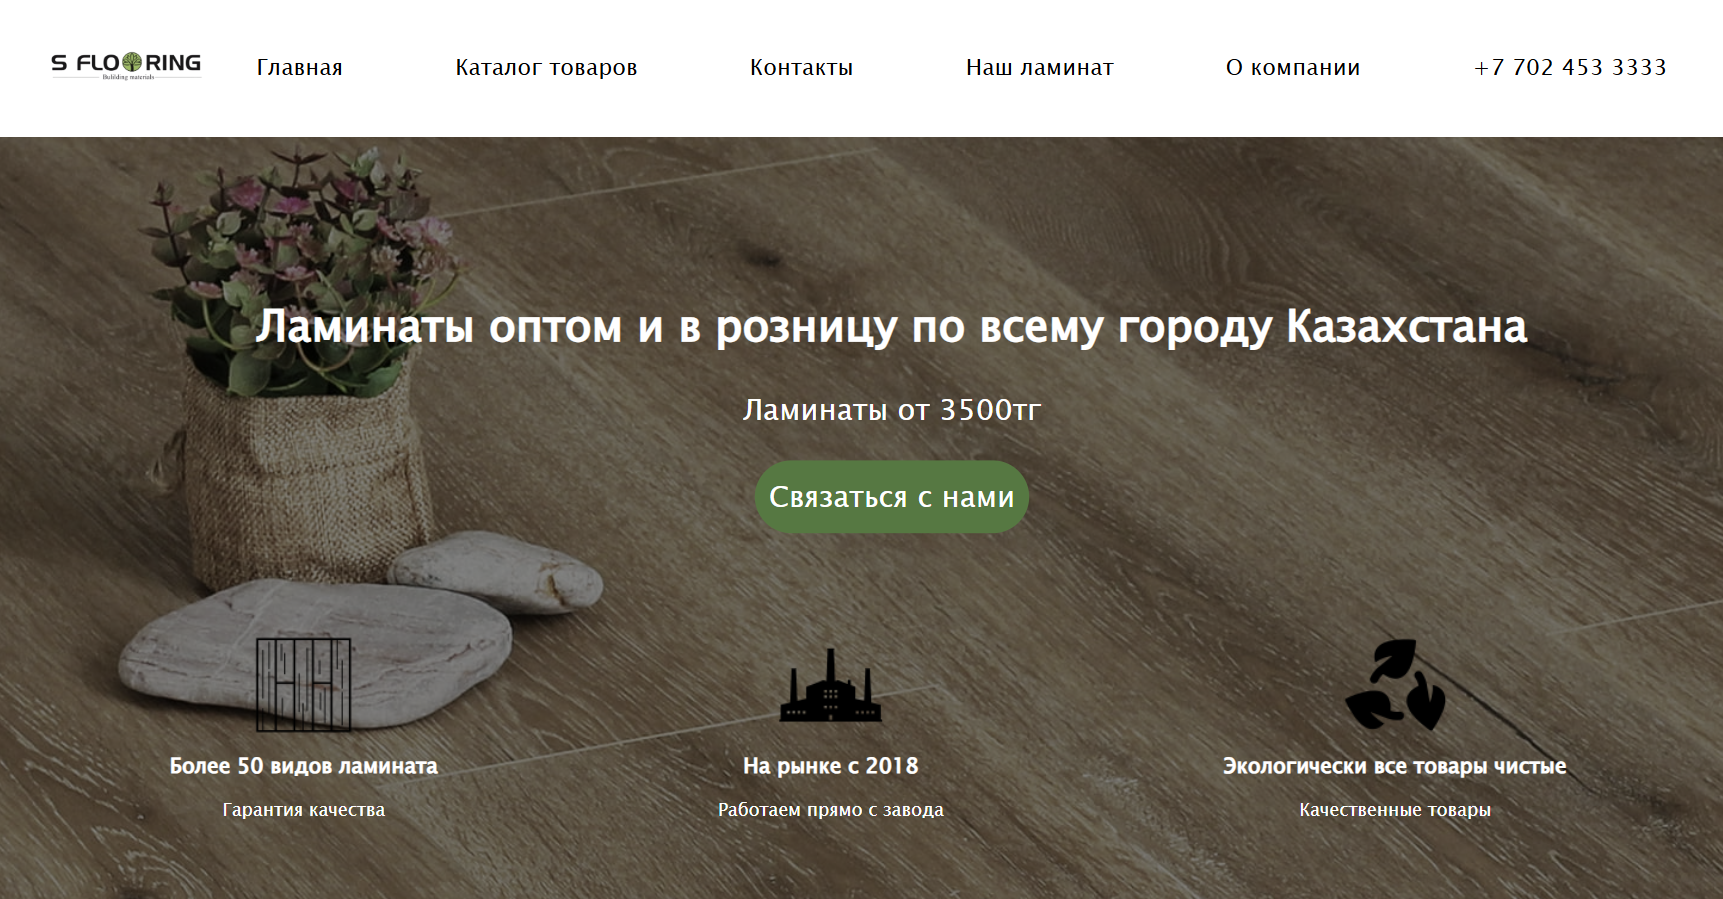 S FLOORING
Building materials
Главная
Каталог товаров
Контакты
Наш ламинат
О компании
+7 702 453 3333
Ламинаты оптом и в розницу по всему городу Казахстана
Ламинаты от 3500тг
Связаться с нами
Более 50 видов ламината
Гарантия качества
На рынке с 2018
Работаем прямо с завода
Экологически все товары чистые
Качественные товары